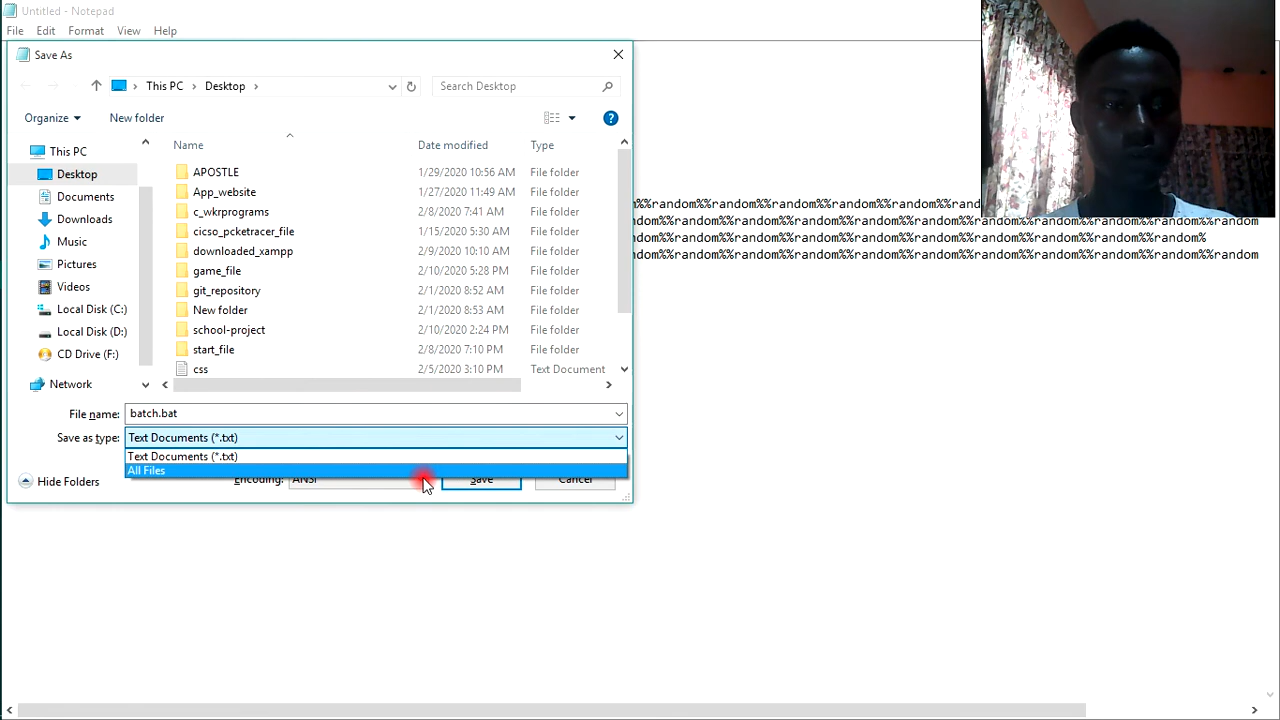 Untitled - Notepad
File Edit Format View Help
Save As
This PC Desktop
Search Desktop
Organize New folder
Name Date modified Type
This PC
Desktop
Documents
Downloads
Music
Pictures
Videos
Local Disk (C:)
Local Disk (D:)
CD Drive (F:)
Network
APOSTLE 1/29/2020 10:56 AM File folder
App_website 1/27/2020 11:49 AM File folder
c_wkrprograms 2/8/2020 7:41 AM File folder
cicso_pcketracer_file 1/15/2020 5:30 AM File folder
downloaded_xampp 2/9/2020 10:10 AM File folder
game_file 2/10/2020 5:28 PM File folder
git_repository 2/1/2020 8:52 AM File folder
New folder 2/1/2020 8:53 AM File folder
school-project 2/10/2020 2:24 PM File folder
start_file 2/8/2020 7:10 PM File folder
css 2/5/2020 3:10 PM Text Document
File name: batch.bat
Save as type: Text Documents (*.txt)
Text Documents (*.txt)
All Files
Hide Folders Encoding: ANSI Save Cancel
m%%random%%random%%random%%random%%random%%rand
ndom%%random%%random%%random%%random%%random%%random%%random%%random%%random%%random
ndom%%random%%random%%random%%random%%random%%random%%random%%random%%random%
ndom%%random%%random%%random%%random%%random%%random%%random%%random%%random%%random